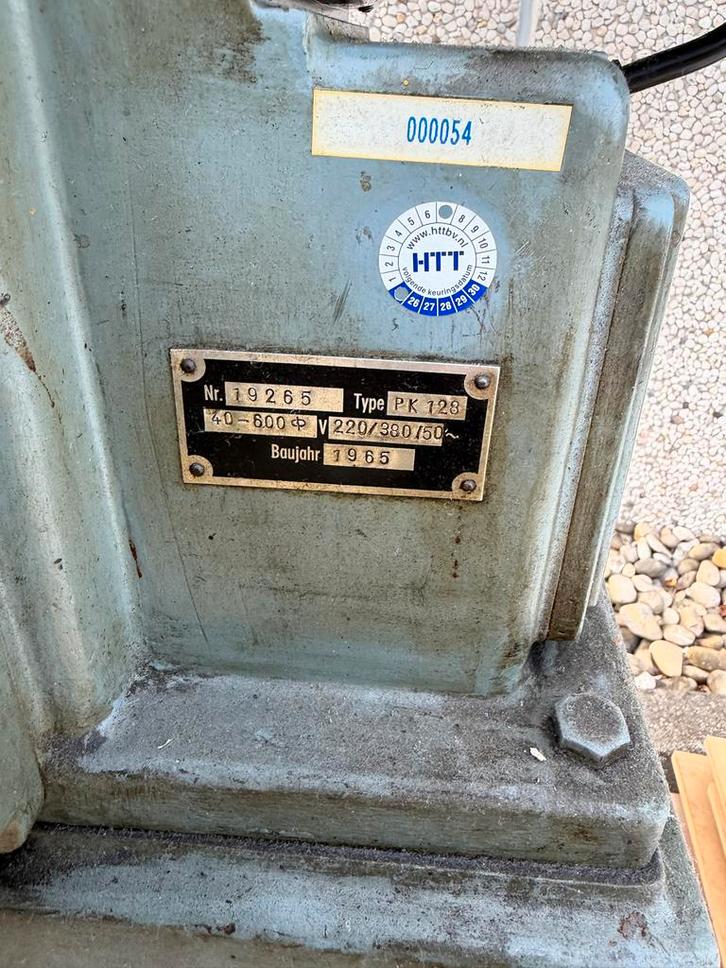 000054
1 2 3 4 5 6 8 9 10 11 12
www.httbv.nl
HTT
volgende keuringsdatum
26 27 28 29 30
Nr. 19265 Type PK 128
40-600 Φ V 220/380/50~
Baujahr 1965